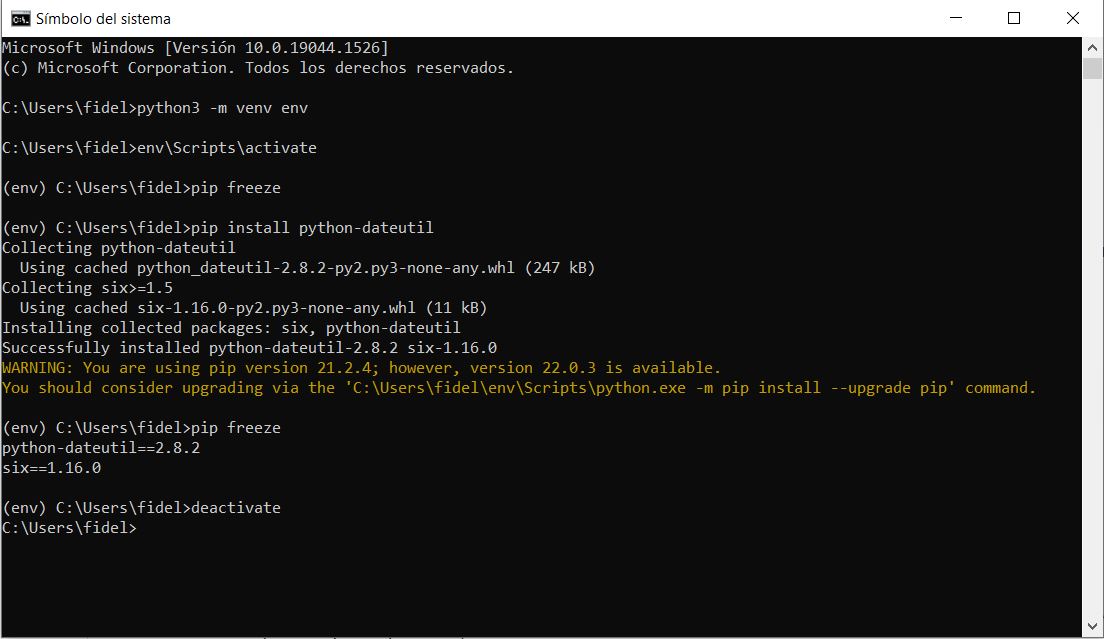 Símbolo del sistema
Microsoft Windows [Versión 10.0.19044.1526]
(c) Microsoft Corporation. Todos los derechos reservados.
C:\Users\fidel>python3 -m venv env
C:\Users\fidel>env\Scripts\activate
(env) C:\Users\fidel>pip freeze
(env) C:\Users\fidel>pip install python-dateutil
Collecting python-dateutil
  Using cached python_dateutil-2.8.2-py2.py3-none-any.whl (247 kB)
Collecting six>=1.5
  Using cached six-1.16.0-py2.py3-none-any.whl (11 kB)
Installing collected packages: six, python-dateutil
Successfully installed python-dateutil-2.8.2 six-1.16.0
WARNING: You are using pip version 21.2.4; however, version 22.0.3 is available.
You should consider upgrading via the 'C:\Users\fidel\env\Scripts\python.exe -m pip install --upgrade pip' command.
(env) C:\Users\fidel>pip freeze
python-dateutil==2.8.2
six==1.16.0
(env) C:\Users\fidel>deactivate
C:\Users\fidel>